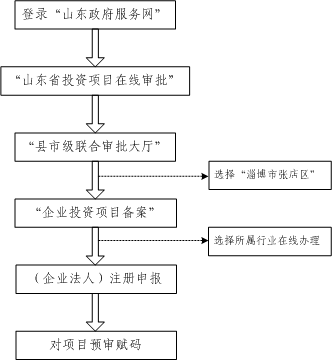 登录“山东政府服务网”
“山东省投资项目在线审批”
“县市级联合审批大厅”
选择“淄博市张店区”
“企业投资项目备案”
选择所属行业在线办理
（企业法人）注册申报
对项目预审赋码